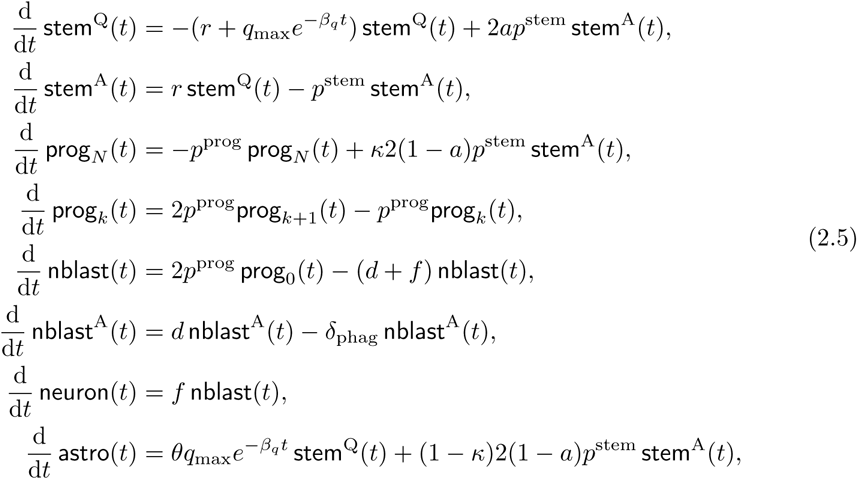 d/dt stem^Q(t) = −(r + q_max e^{−β_q t}) stem^Q(t) + 2ap^stem stem^A(t),
d/dt stem^A(t) = r stem^Q(t) − p^stem stem^A(t),
d/dt prog_N(t) = −p^prog prog_N(t) + κ2(1 − a)p^stem stem^A(t),
d/dt prog_k(t) = 2p^prog prog_{k+1}(t) − p^prog prog_k(t),
(2.5)
d/dt nblast(t) = 2p^prog prog_0(t) − (d + f) nblast(t),
d/dt nblast^A(t) = d nblast^A(t) − δ_phag nblast^A(t),
d/dt neuron(t) = f nblast(t),
d/dt astro(t) = θq_max e^{−β_q t} stem^Q(t) + (1 − κ)2(1 − a)p^stem stem^A(t),